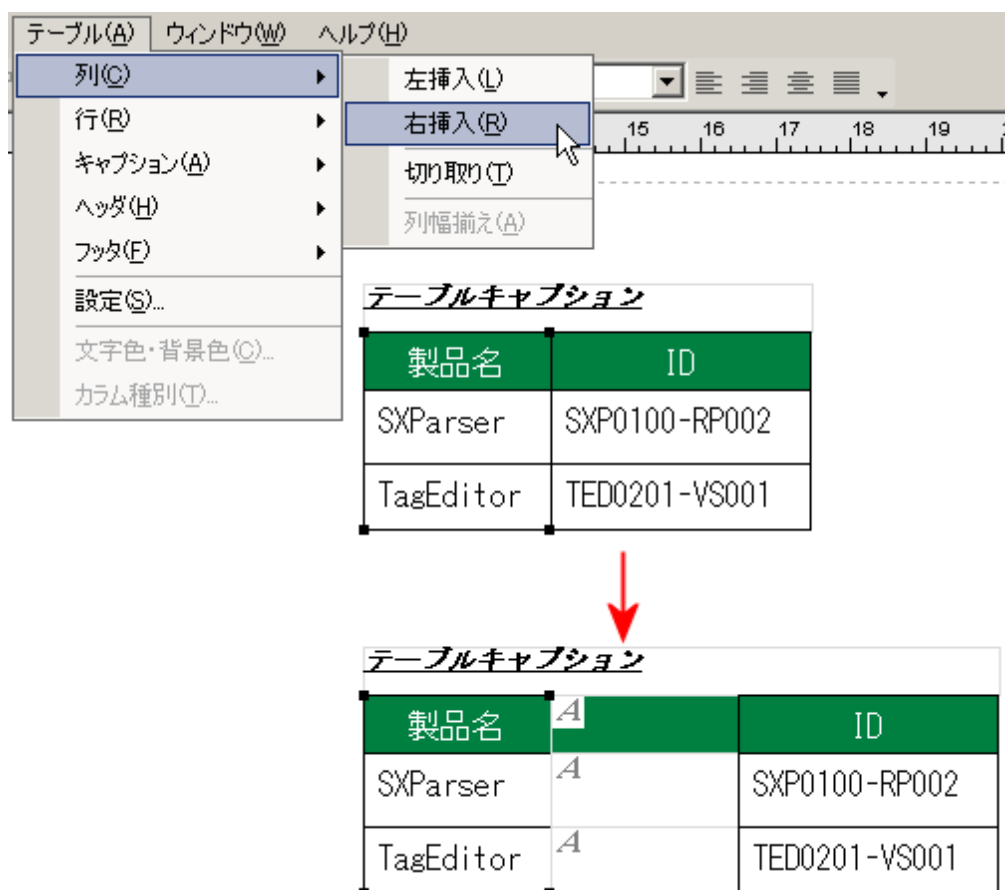 テーブル(A) ウィンドウ(W) ヘルプ(H)
列(C)
行(R)
キャプション(A)
ヘッダ(H)
フッタ(F)
設定(S)...
文字色・背景色(C)...
カラム種別(T)...
左挿入(L)
右挿入(R)
切り取り(T)
列幅揃え(A)
15 16 17 18 19
テーブルキャプション
製品名 ID
SXParser SXP0100-RP002
TagEditor TED0201-VS001
テーブルキャプション
製品名 A ID
SXParser A SXP0100-RP002
TagEditor A TED0201-VS001